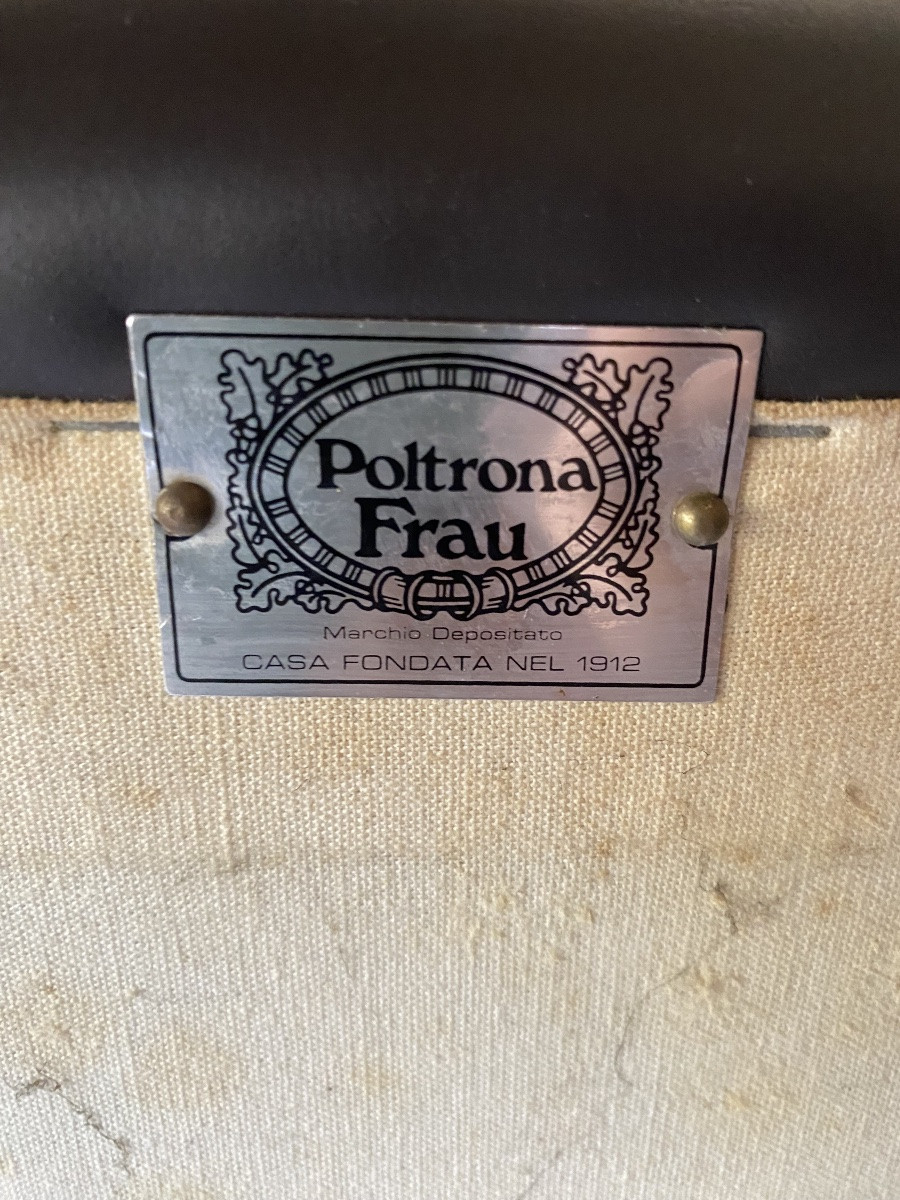 Poltrona
Frau
Marchio Depositato
CASA FONDATA NEL 1912